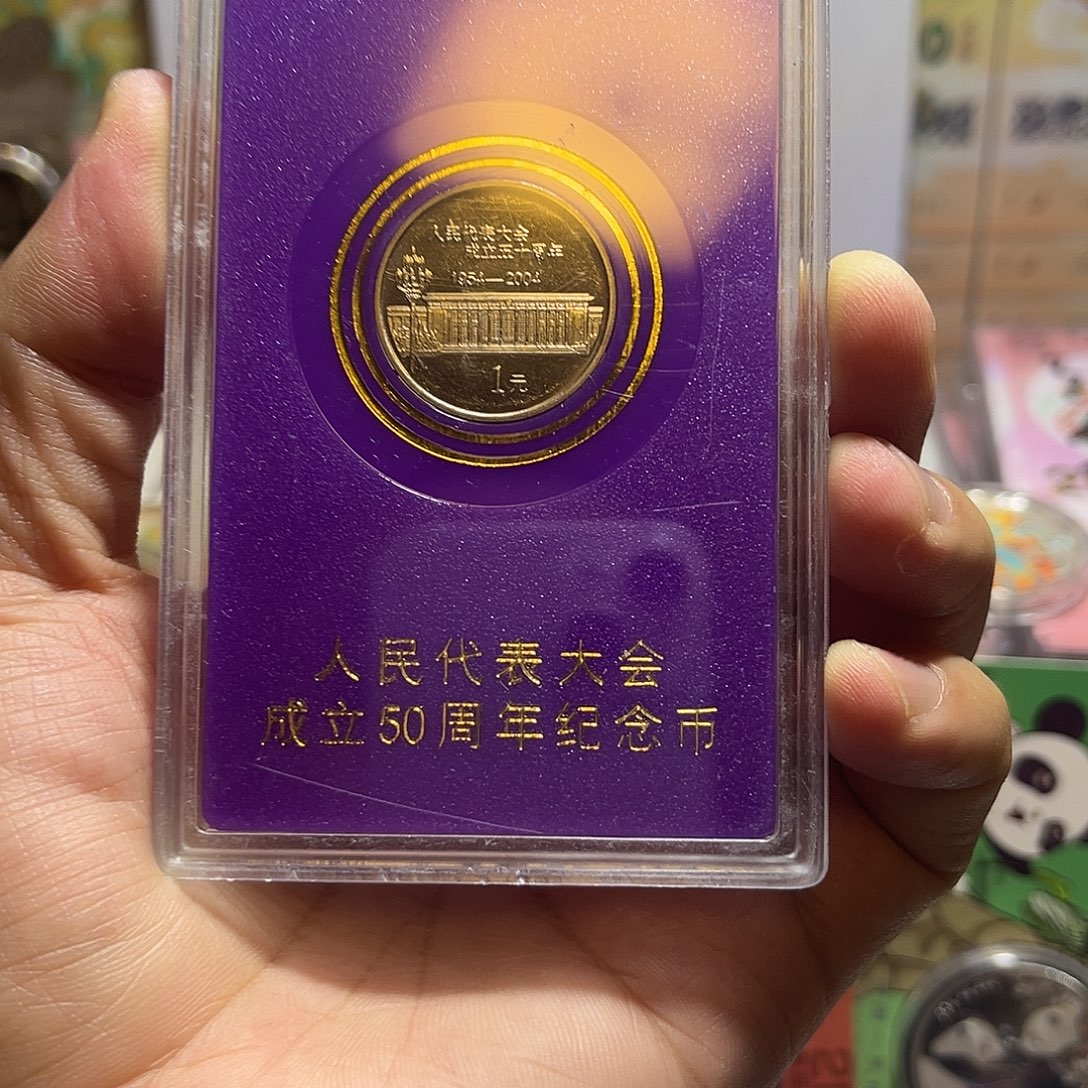 人民代表大会
成立五十周年
1954—2004
1元
人民代表大会
成立50周年纪念币